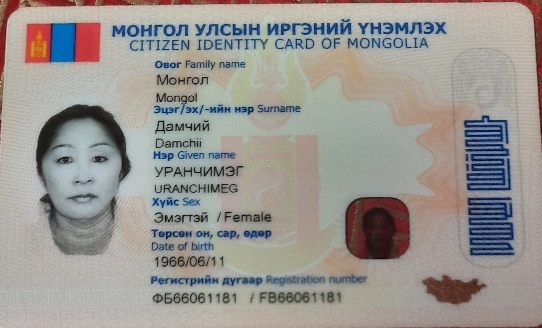 МОНГОЛ УЛСЫН ИРГЭНИЙ ҮНЭМЛЭХ
CITIZEN IDENTITY CARD OF MONGOLIA
Овог Family name
Монгол
Mongol
Эцэг/эх/-ийн нэр Surname
Дамчий
Damchii
Нэр Given name
УРАНЧИМЭГ
URANCHIMEG
Хүйс Sex
Эмэгтэй / Female
Төрсөн он, сар, өдөр
Date of birth
1966/06/11
Регистрийн дугаар Registration number
ФБ66061181 / FB66061181